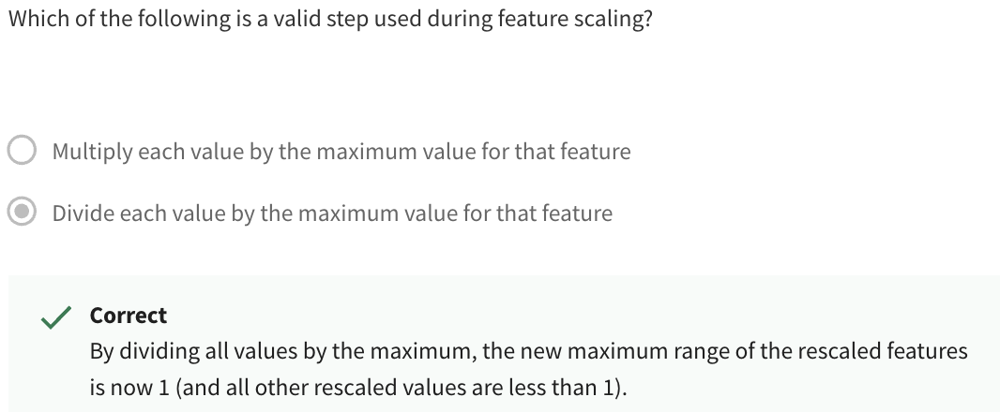 Which of the following is a valid step used during feature scaling?
Multiply each value by the maximum value for that feature
Divide each value by the maximum value for that feature
Correct
By dividing all values by the maximum, the new maximum range of the rescaled features
is now 1 (and all other rescaled values are less than 1).